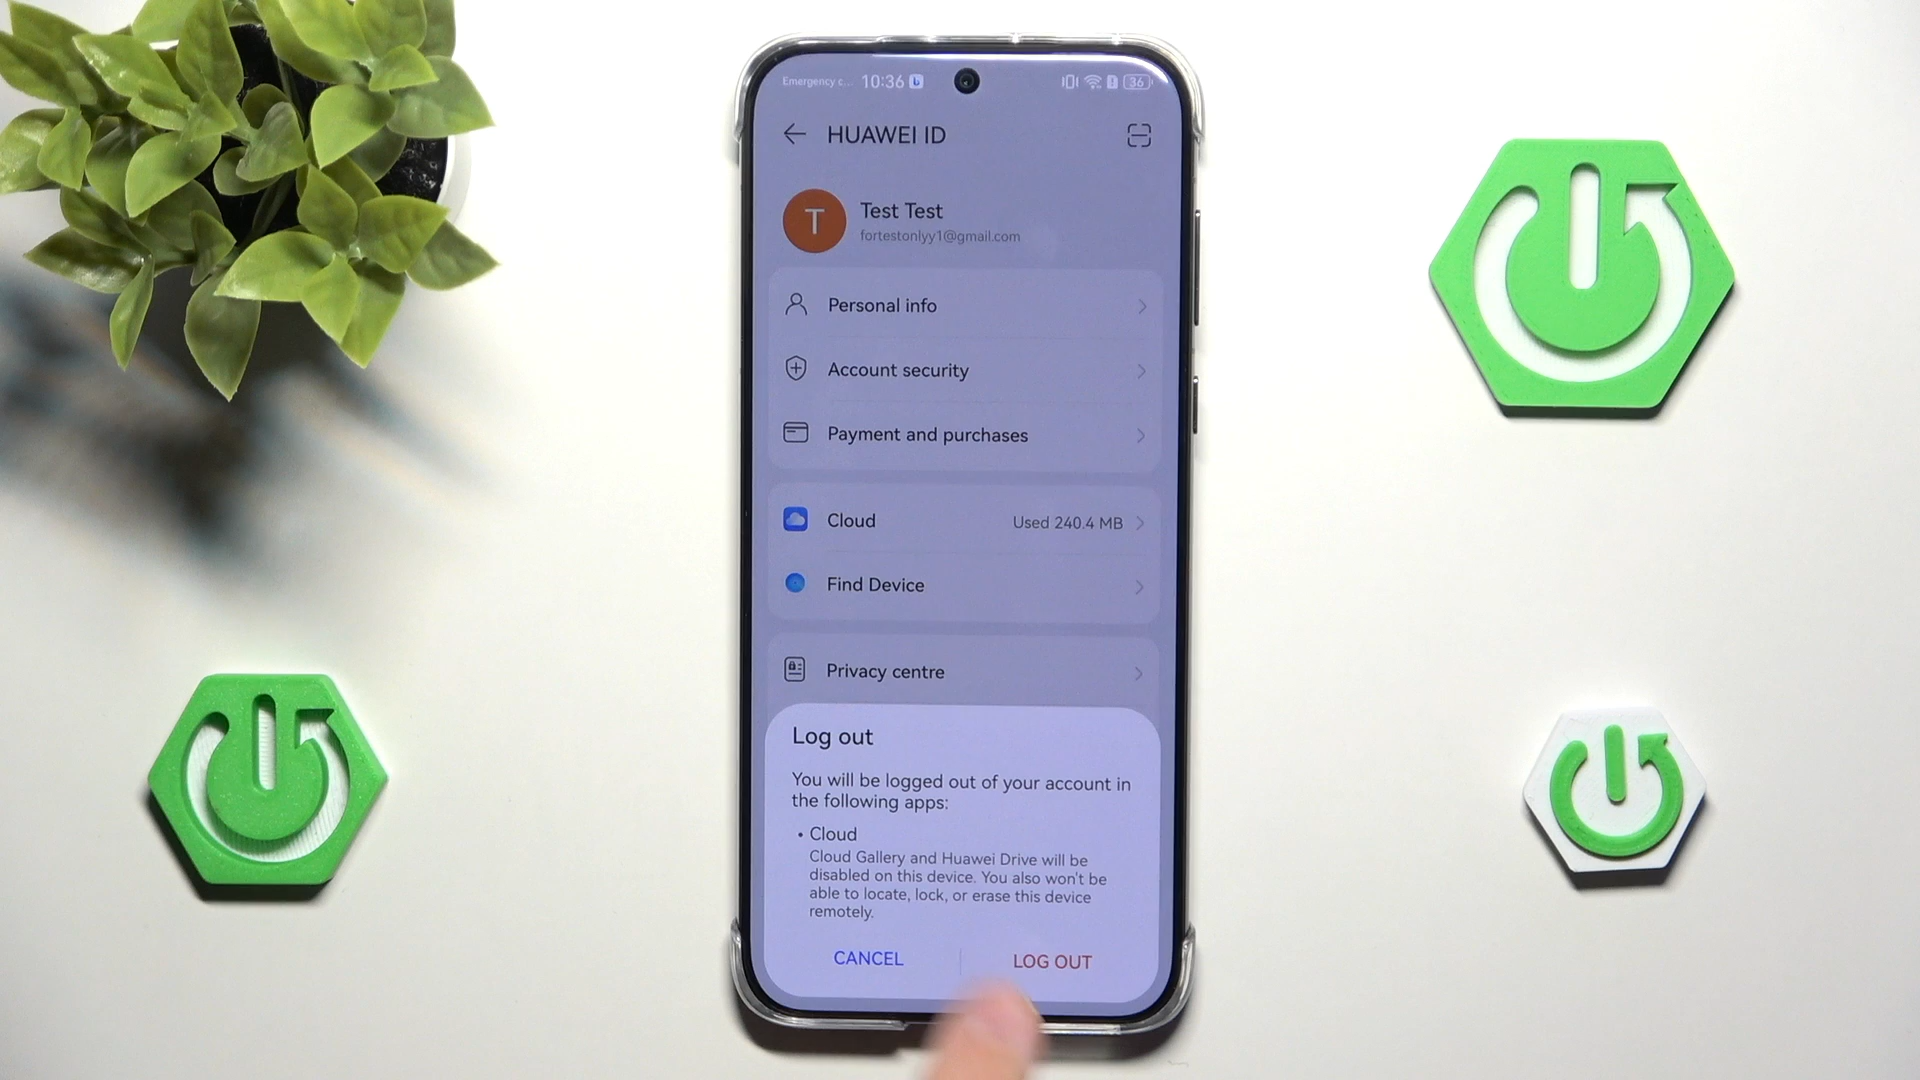 Emergency c... 10:36 36
HUAWEI ID
T
Test Test
fortestonlyy1@gmail.com
Personal info
Account security
Payment and purchases
Cloud Used 240.4 MB
Find Device
Privacy centre
Log out
You will be logged out of your account in
the following apps:
• Cloud
Cloud Gallery and Huawei Drive will be
disabled on this device. You also won't be
able to locate, lock, or erase this device
remotely.
CANCEL LOG OUT